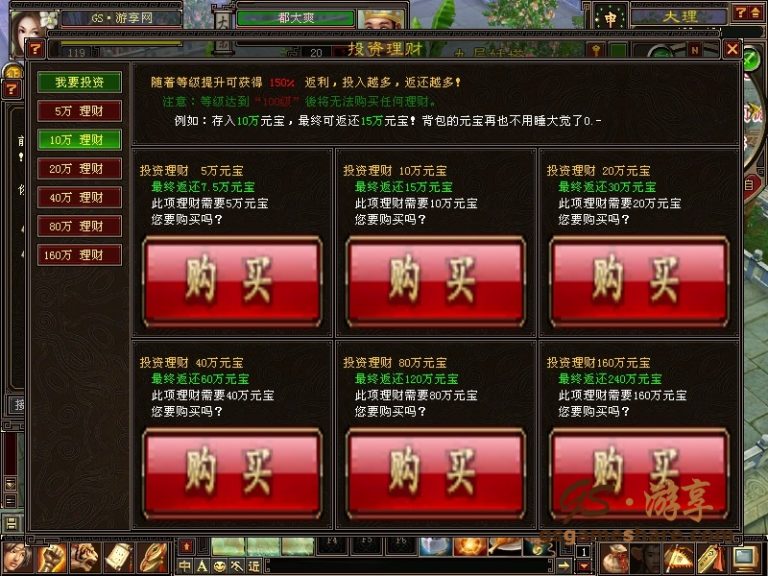 GS·游享网
都大爽
申
大理
119
20
投资理财
N
我要投资
5万 理财
10万 理财
20万 理财
40万 理财
80万 理财
160万 理财
随着等级提升可获得 150% 返利，投入越多，返还越多！
注意：等级达到“100级”後将无法购买任何理财。
例如：存入10万元宝，最终可返还15万元宝！背包的元宝再也不用睡大觉了0.-
投资理财 5万元宝
最终返还7.5万元宝
此项理财需要5万元宝
您要购买吗？
购买
投资理财 10万元宝
最终返还15万元宝
此项理财需要10万元宝
您要购买吗？
购买
投资理财 20万元宝
最终返还30万元宝
此项理财需要20万元宝
您要购买吗？
购买
投资理财 40万元宝
最终返还60万元宝
此项理财需要40万元宝
您要购买吗？
购买
投资理财 80万元宝
最终返还120万元宝
此项理财需要80万元宝
您要购买吗？
购买
投资理财160万元宝
最终返还240万元宝
此项理财需要160万元宝
您要购买吗？
购买
GS·游享
F4
F5
F6
中 A
近
1
自